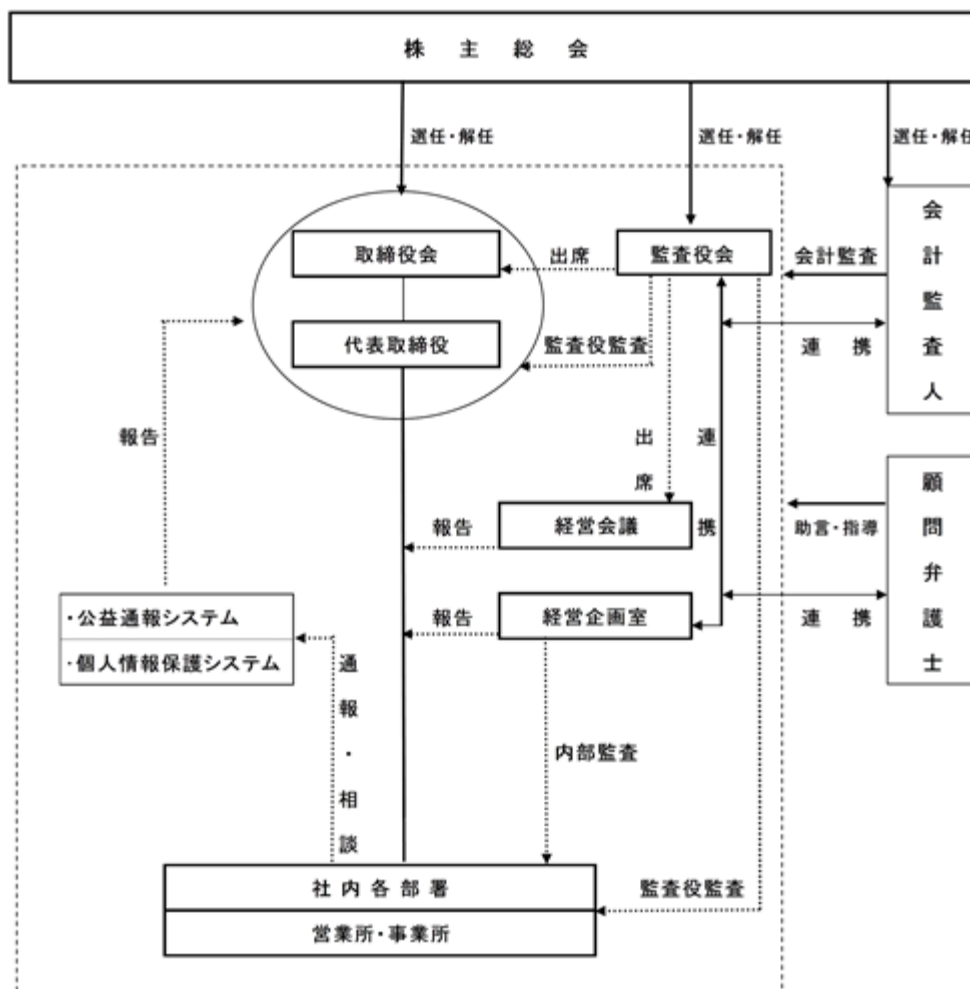 株主総会
選任・解任
選任・解任
選任・解任
取締役会
出席
監査役会
会計監査
会計監査人
代表取締役
監査役監査
連携
報告
出席
連携
顧問弁護士
報告
経営会議
助言・指導
・公益通報システム
報告
経営企画室
連携
・個人情報保護システム
通報・相談
内部監査
社内各部署
監査役監査
営業所・事業所